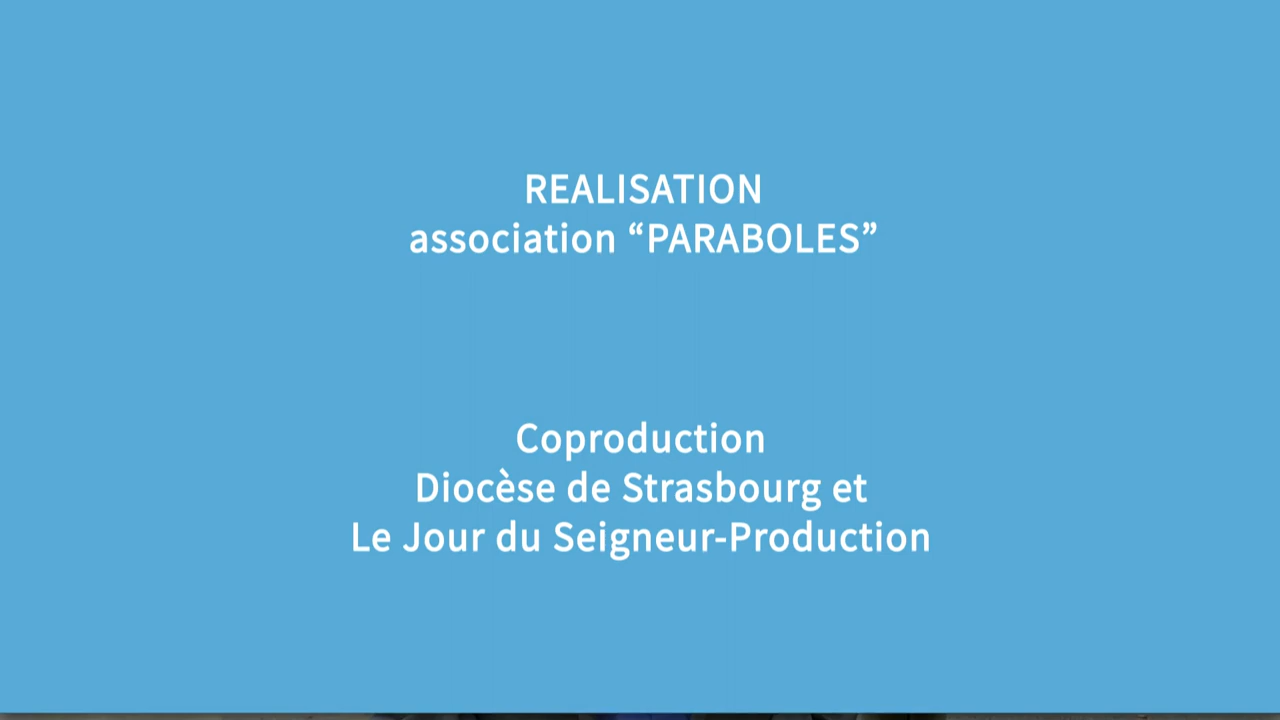 REALISATION
association “PARABOLES”
Coproduction
Diocèse de Strasbourg et
Le Jour du Seigneur-Production